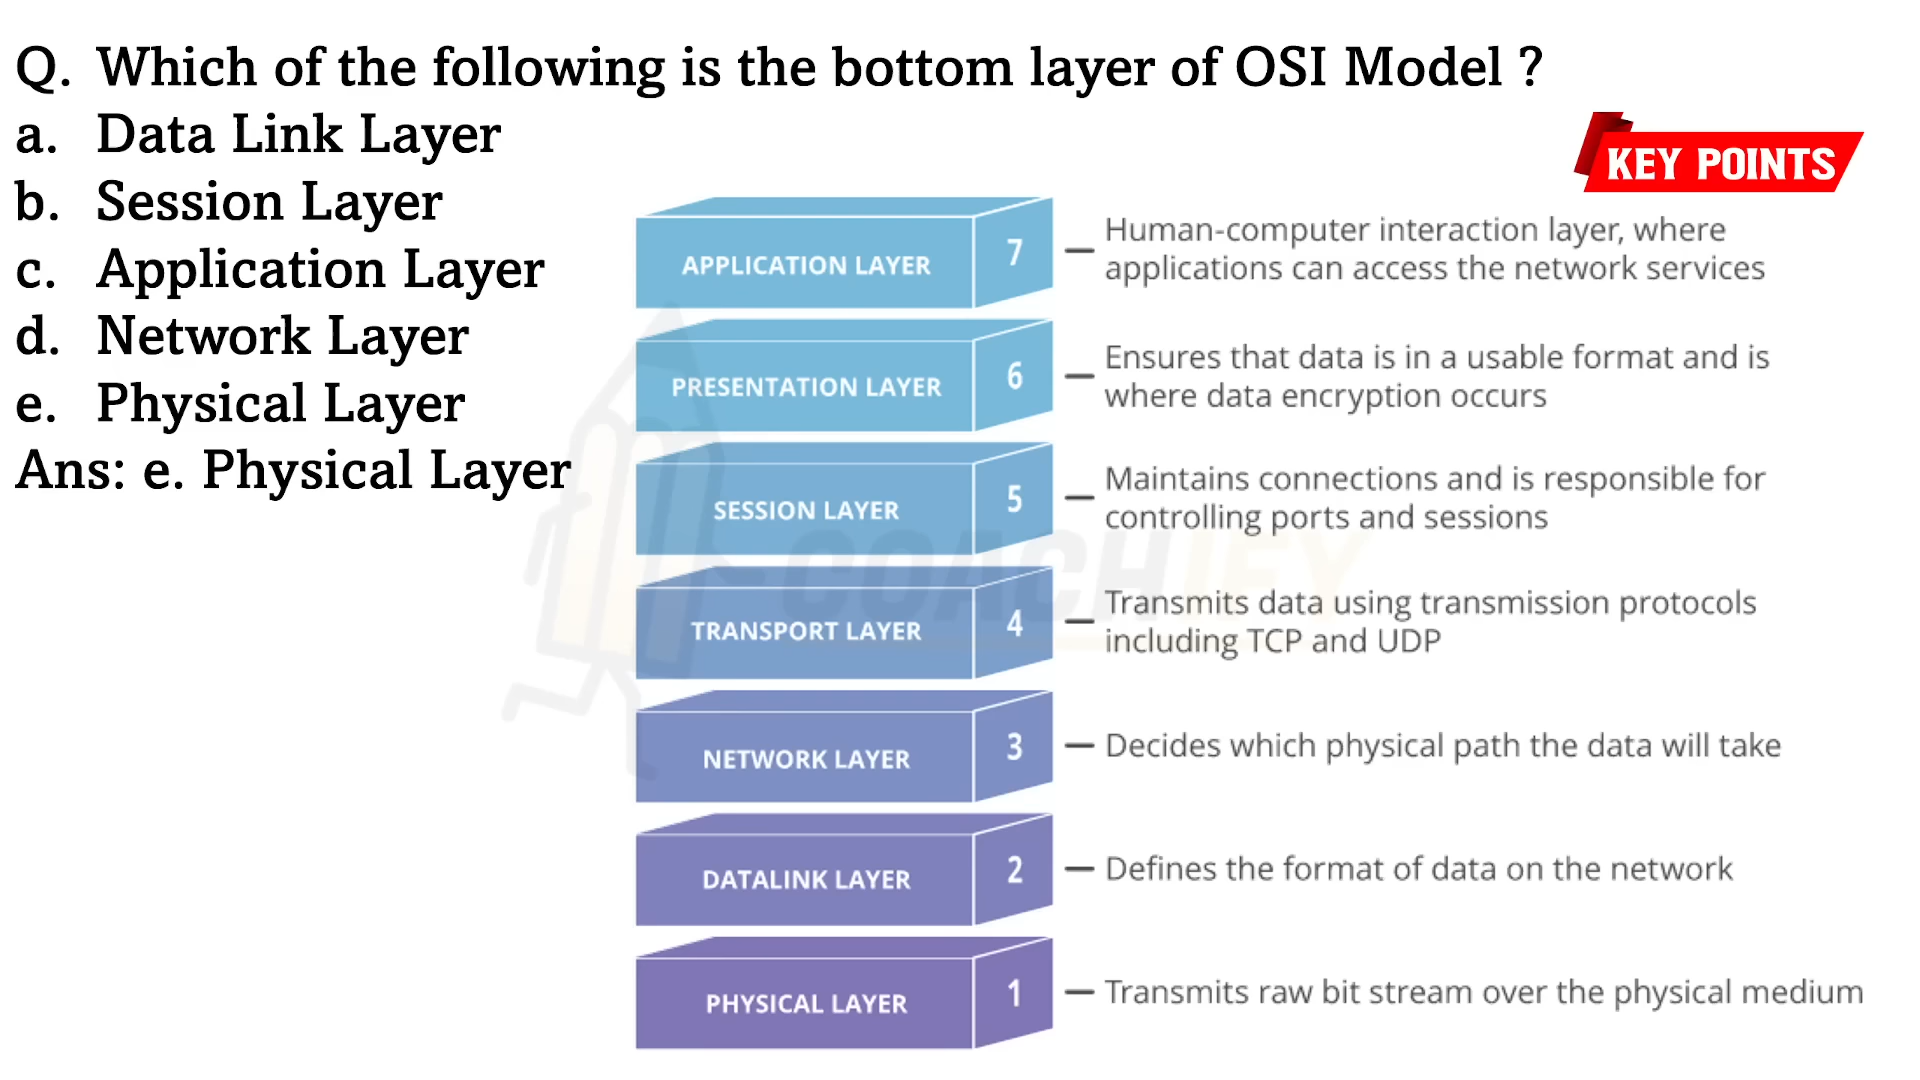 Q. Which of the following is the bottom layer of OSI Model ?
a. Data Link Layer
b. Session Layer
c. Application Layer
d. Network Layer
e. Physical Layer
Ans: e. Physical Layer
KEY POINTS
APPLICATION LAYER 7
Human-computer interaction layer, where
applications can access the network services
PRESENTATION LAYER 6
Ensures that data is in a usable format and is
where data encryption occurs
SESSION LAYER 5
Maintains connections and is responsible for
controlling ports and sessions
TRANSPORT LAYER 4
Transmits data using transmission protocols
including TCP and UDP
NETWORK LAYER 3
Decides which physical path the data will take
DATALINK LAYER 2
Defines the format of data on the network
PHYSICAL LAYER 1
Transmits raw bit stream over the physical medium
COACHIFY